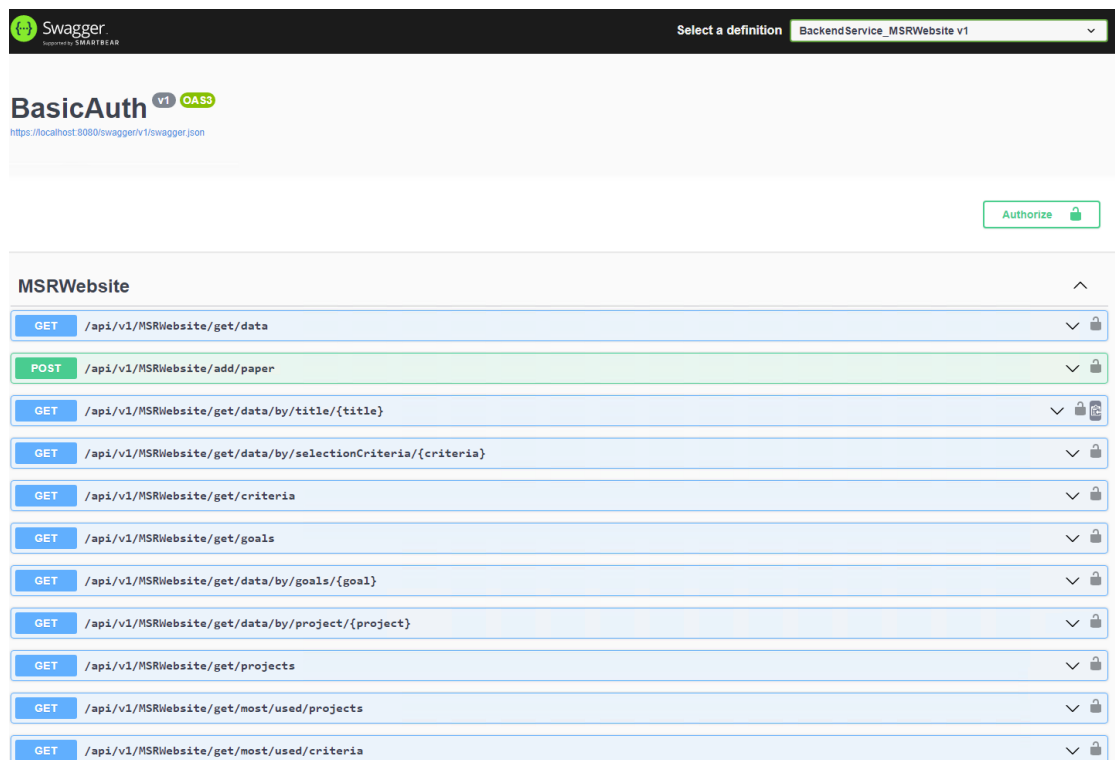 Swagger.
Supported by SMARTBEAR
Select a definition
BackendService_MSRWebsite v1
BasicAuth v1 OAS3
https://localhost:8080/swagger/v1/swagger.json
Authorize
MSRWebsite
GET /api/v1/MSRWebsite/get/data
POST /api/v1/MSRWebsite/add/paper
GET /api/v1/MSRWebsite/get/data/by/title/{title}
GET /api/v1/MSRWebsite/get/data/by/selectionCriteria/{criteria}
GET /api/v1/MSRWebsite/get/criteria
GET /api/v1/MSRWebsite/get/goals
GET /api/v1/MSRWebsite/get/data/by/goals/{goal}
GET /api/v1/MSRWebsite/get/data/by/project/{project}
GET /api/v1/MSRWebsite/get/projects
GET /api/v1/MSRWebsite/get/most/used/projects
GET /api/v1/MSRWebsite/get/most/used/criteria